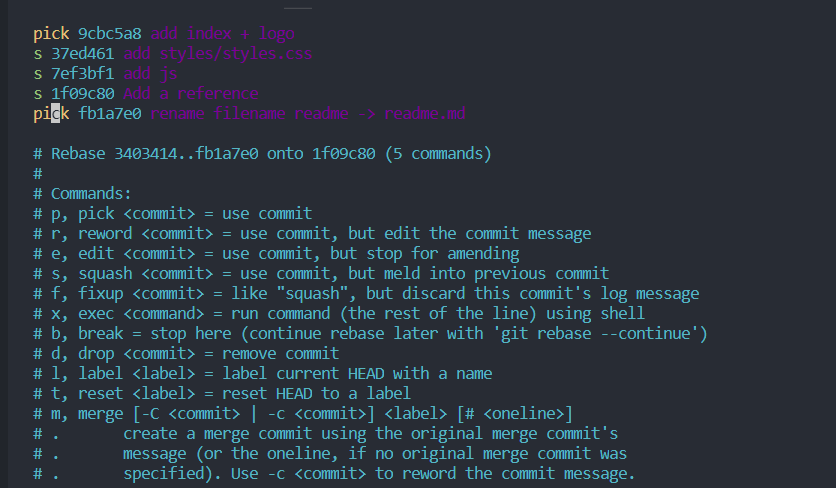 pick 9cbc5a8 add index + logo
s 37ed461 add styles/styles.css
s 7ef3bf1 add js
s 1f09c80 Add a reference
pick fb1a7e0 rename filename readme -> readme.md
# Rebase 3403414..fb1a7e0 onto 1f09c80 (5 commands)
#
# Commands:
# p, pick <commit> = use commit
# r, reword <commit> = use commit, but edit the commit message
# e, edit <commit> = use commit, but stop for amending
# s, squash <commit> = use commit, but meld into previous commit
# f, fixup <commit> = like "squash", but discard this commit's log message
# x, exec <command> = run command (the rest of the line) using shell
# b, break = stop here (continue rebase later with 'git rebase --continue')
# d, drop <commit> = remove commit
# l, label <label> = label current HEAD with a name
# t, reset <label> = reset HEAD to a label
# m, merge [-C <commit> | -c <commit>] <label> [# <oneline>]
# .       create a merge commit using the original merge commit's
# .       message (or the oneline, if no original merge commit was
# .       specified). Use -c <commit> to reword the commit message.